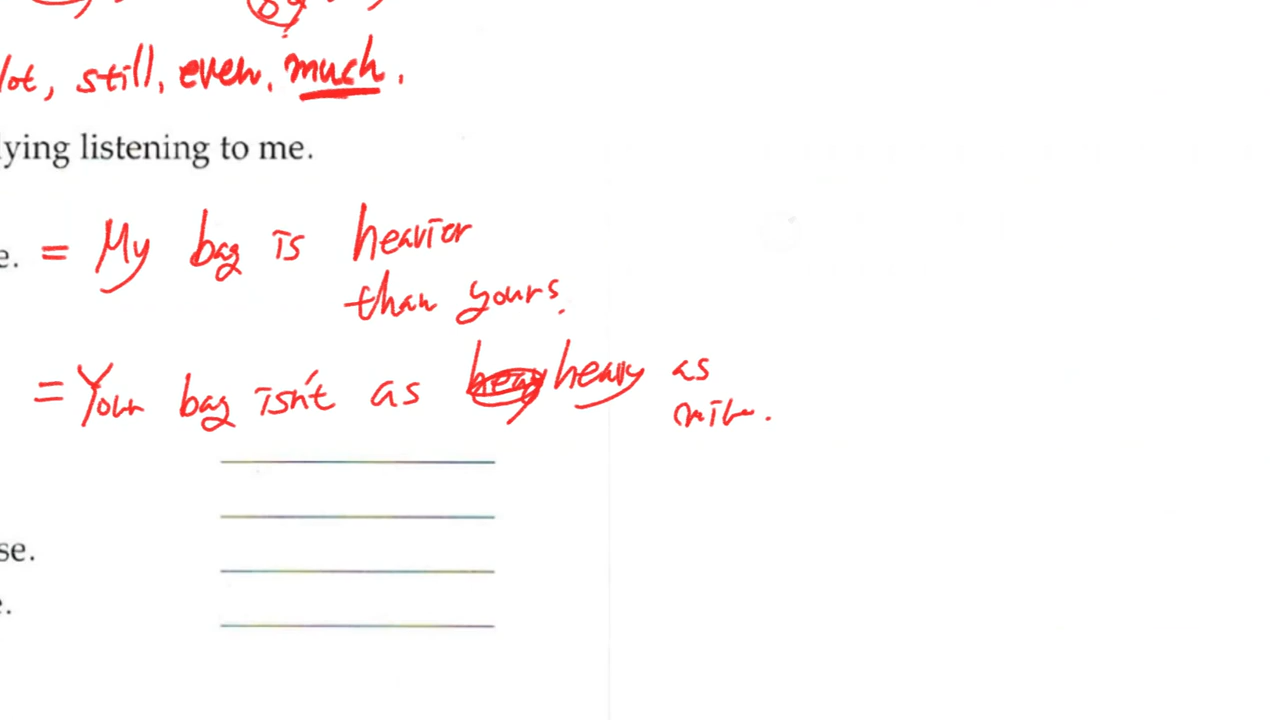 lot, still, even, much.
lying listening to me.
e. = My bag is heavier
than yours.
= Your bag isn't as heavy as
mine.
se.
e.